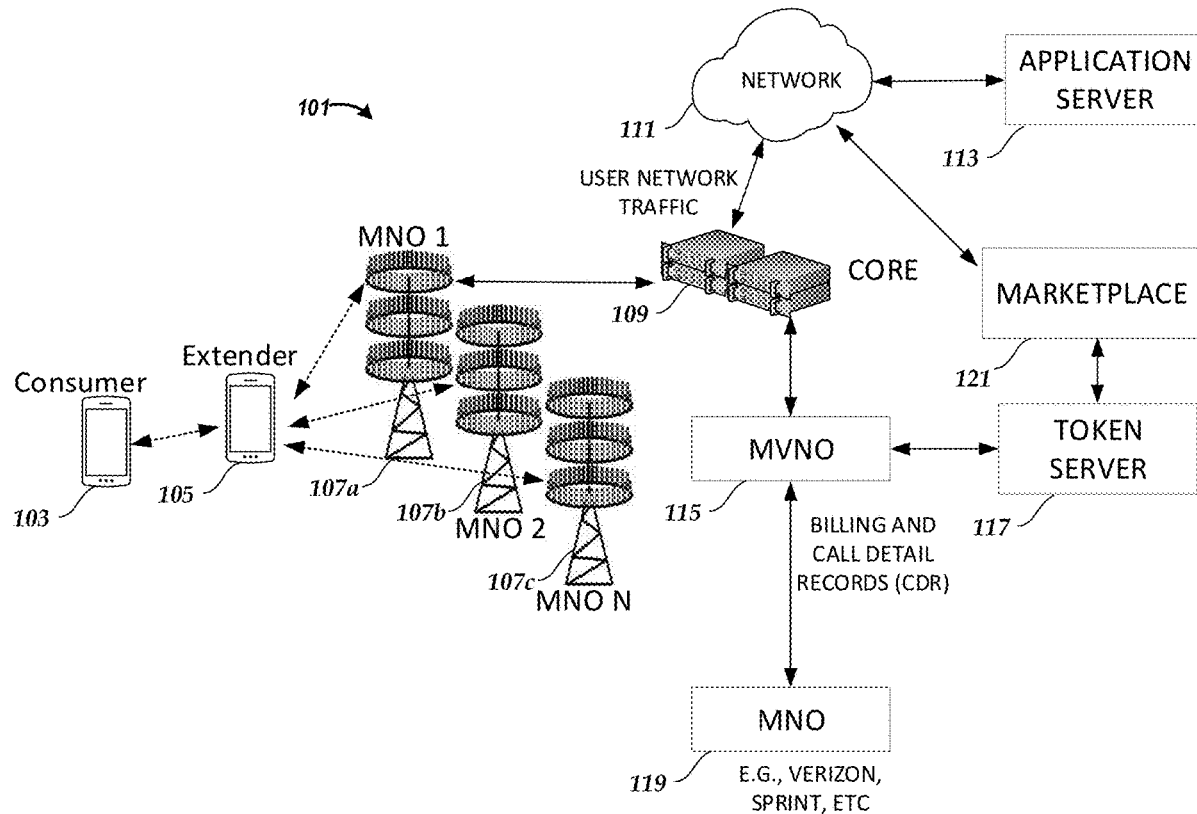 101
NETWORK
111
APPLICATION
SERVER
113
USER NETWORK
TRAFFIC
MNO 1
CORE
109
MARKETPLACE
121
Extender
Consumer
103
105
107a
107b
MNO 2
107c
MNO N
MVNO
115
TOKEN
SERVER
117
BILLING AND
CALL DETAIL
RECORDS (CDR)
MNO
119
E.G., VERIZON,
SPRINT, ETC